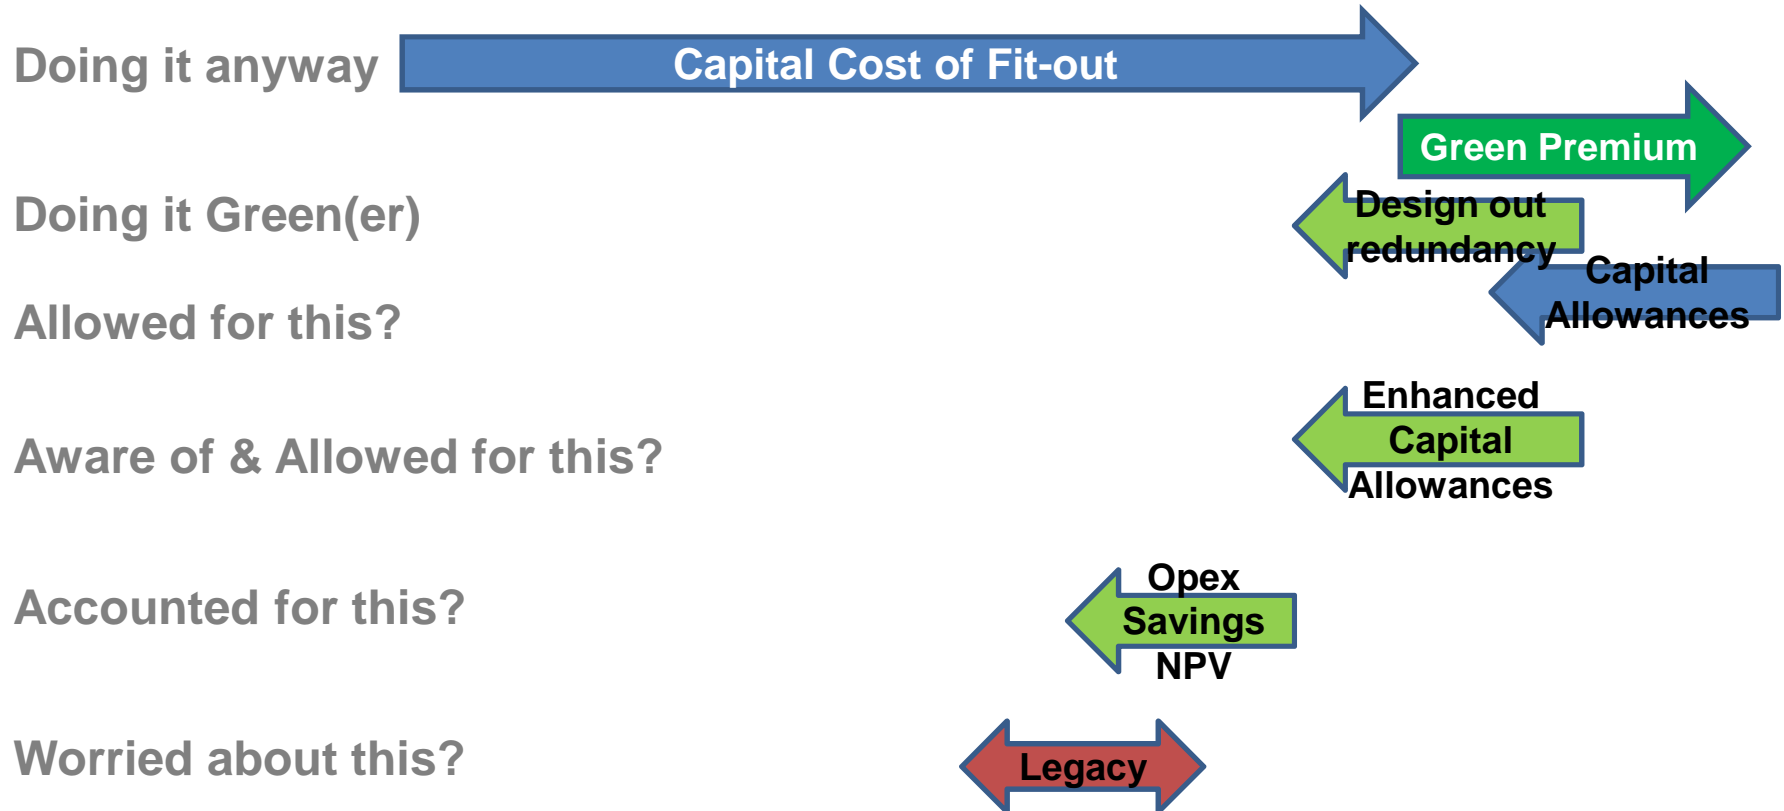 Doing it anyway
Capital Cost of Fit-out
Green Premium
Doing it Green(er)
Design out
redundancy
Capital
Allowances
Allowed for this?
Enhanced
Capital
Allowances
Aware of & Allowed for this?
Opex
Savings
NPV
Accounted for this?
Worried about this?
Legacy